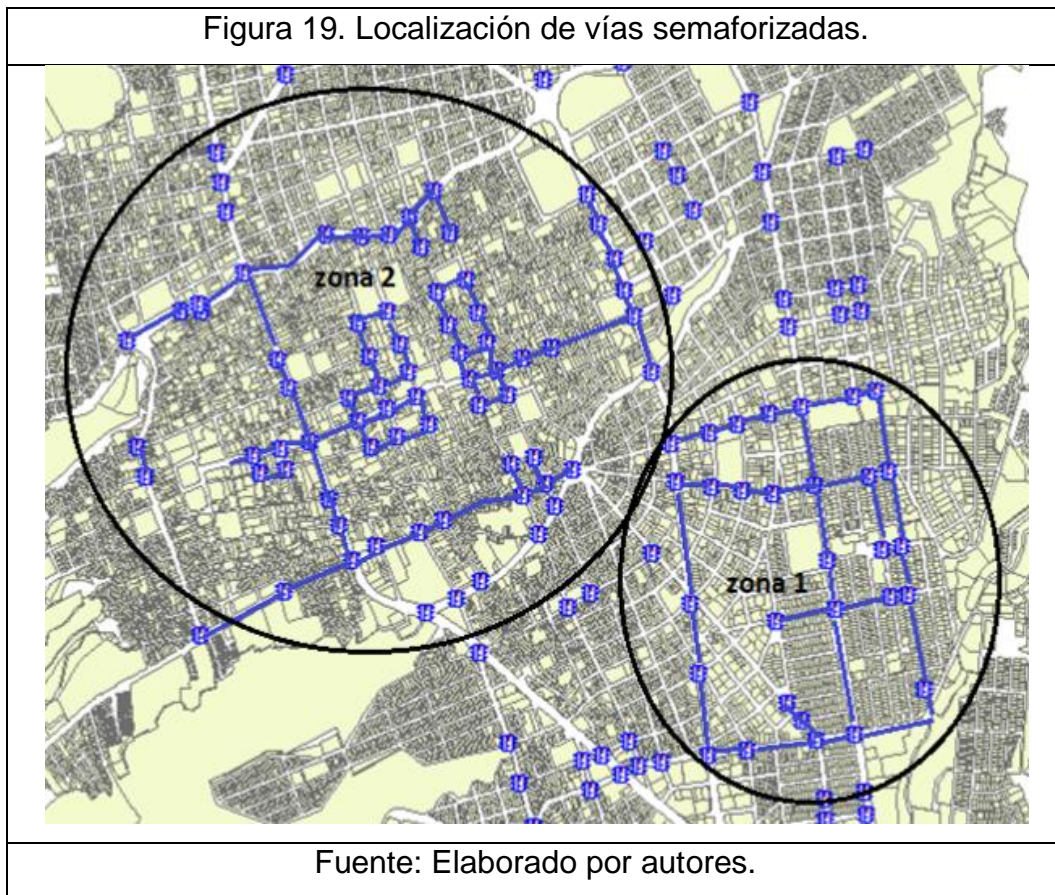 Figura 19. Localización de vías semaforizadas.
zona 2
zona 1
Fuente: Elaborado por autores.